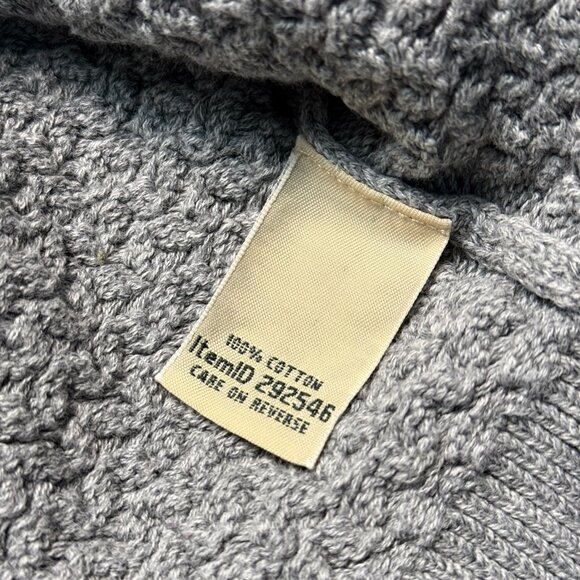 100% COTTON
ItemID 292546
CARE ON REVERSE